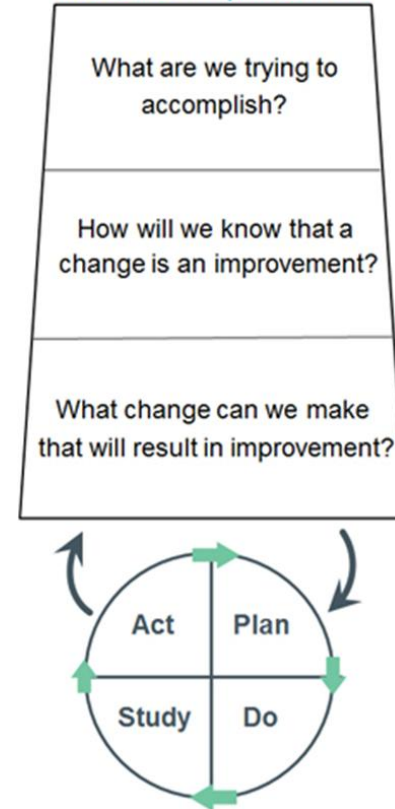 What are we trying to
accomplish?
How will we know that a
change is an improvement?
What change can we make
that will result in improvement?
Act
Plan
Study
Do